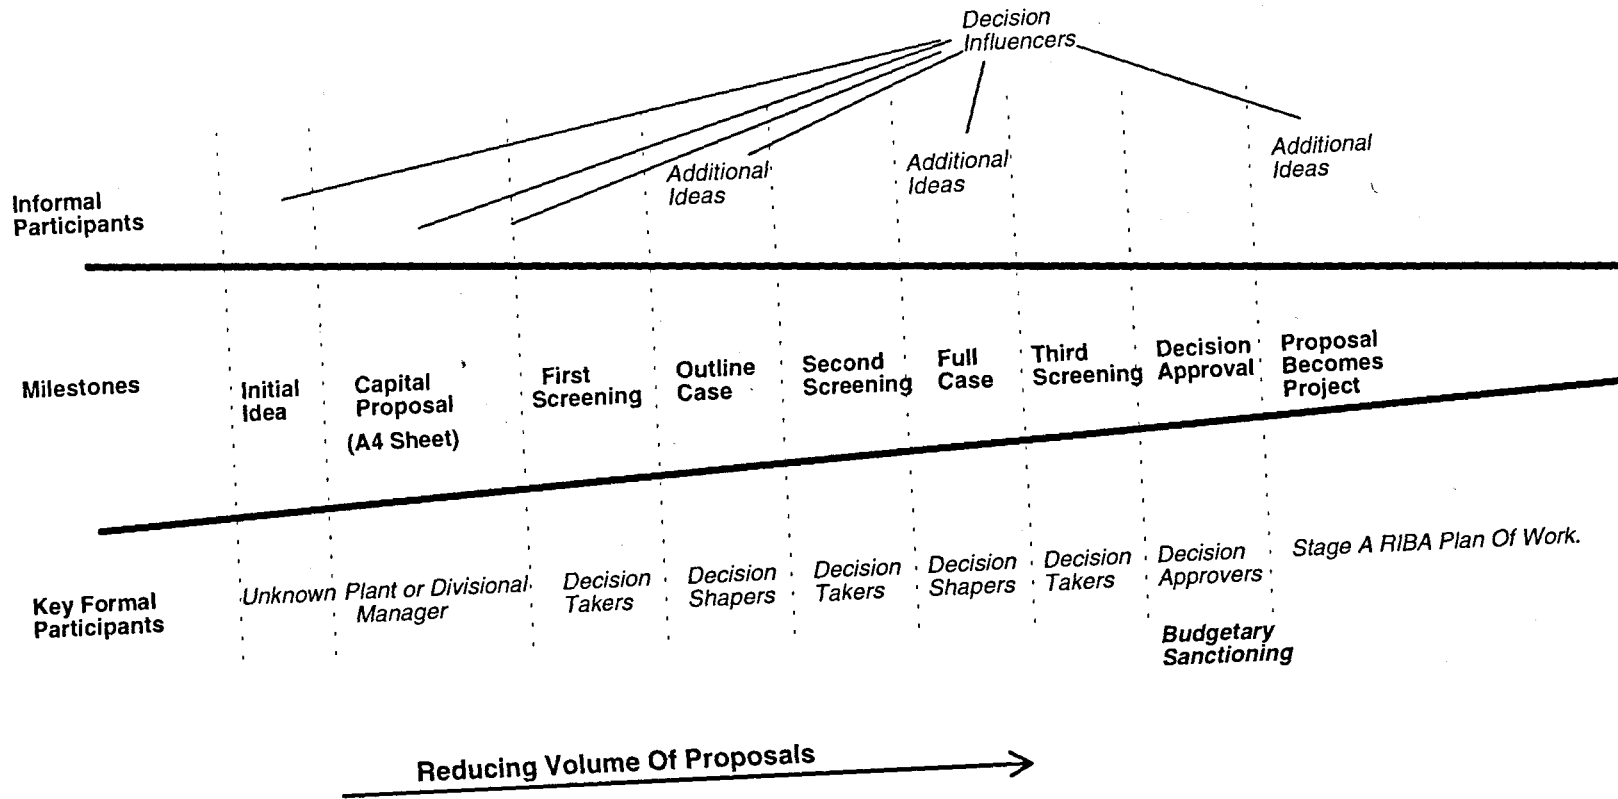 Decision
Influencers
Additional
Ideas
Additional
Ideas
Additional
Ideas
Informal
Participants
Milestones
Initial
Idea
Capital
Proposal
(A4 Sheet)
First
Screening
Outline
Case
Second
Screening
Full
Case
Third
Screening
Decision
Approval
Proposal
Becomes
Project
Key Formal
Participants
Unknown
Plant or Divisional
Manager
Decision
Takers
Decision
Shapers
Decision
Takers
Decision
Shapers
Decision
Takers
Decision
Approvers
Stage A RIBA Plan Of Work.
Budgetary
Sanctioning
Reducing Volume Of Proposals